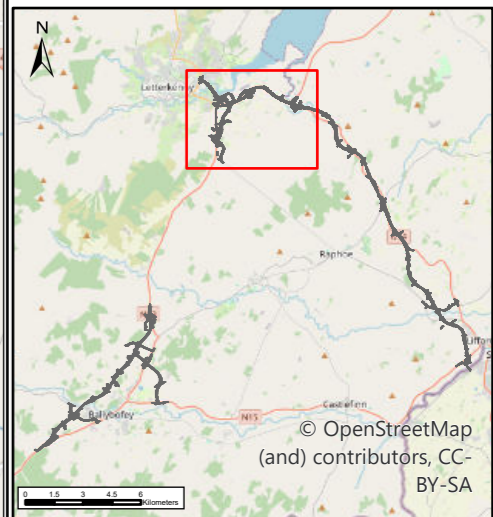 N
Letterkenny
Raphoe
Lifford
Ballybofey
N15
Castlefinn
© OpenStreetMap
(and) contributors, CC-
BY-SA
0 1.5 3 4.5 6
Kilometers